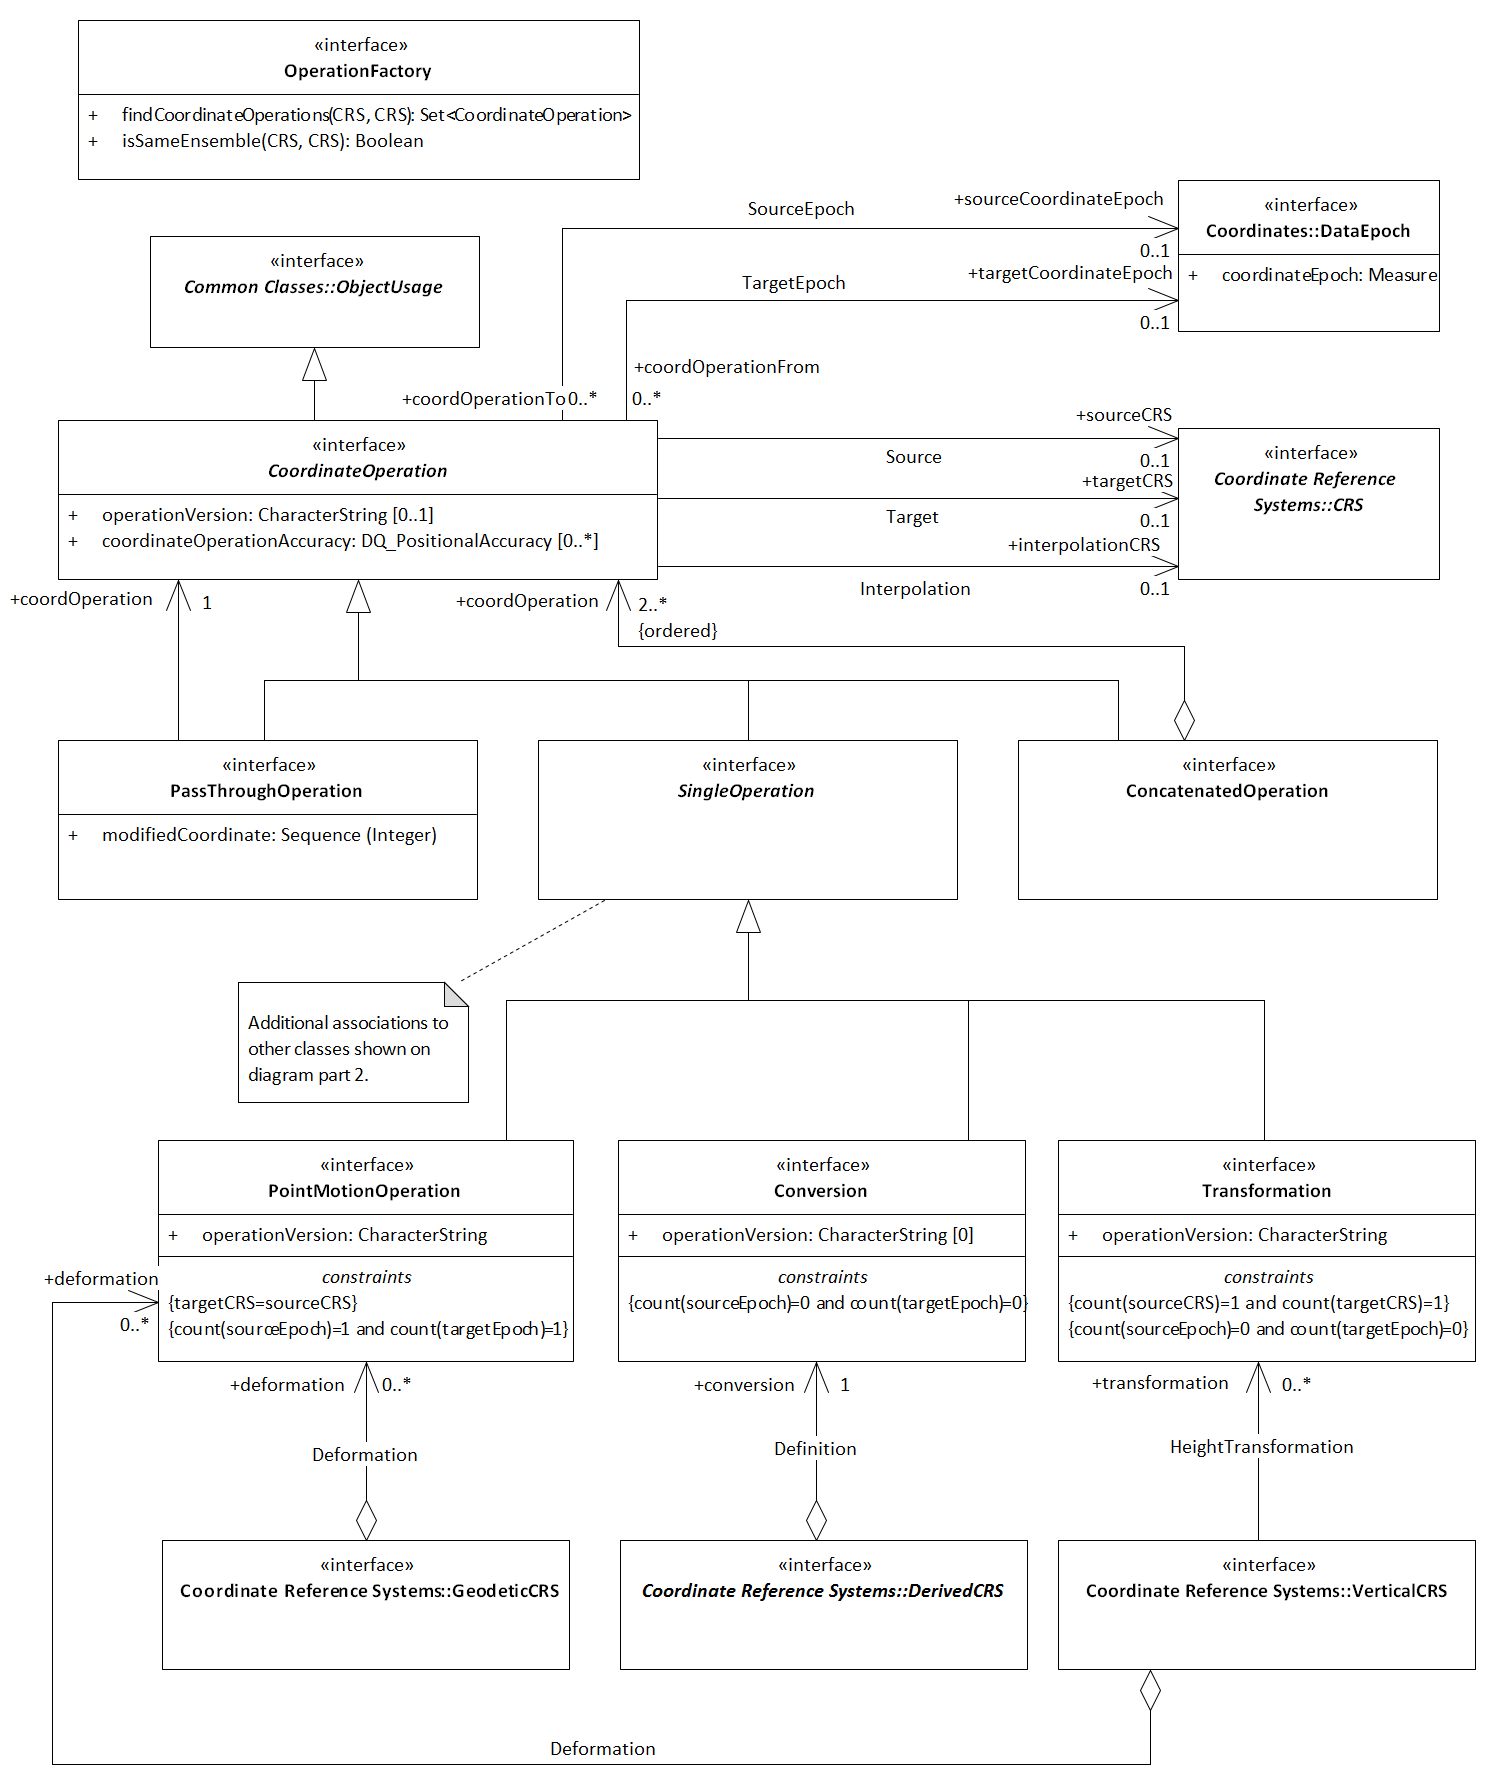 «interface»
OperationFactory
+ findCoordinateOperations(CRS, CRS): Set<CoordinateOperation>
+ isSameEnsemble(CRS, CRS): Boolean
«interface»
Common Classes::ObjectUsage
SourceEpoch
+sourceCoordinateEpoch
0..1
TargetEpoch
+targetCoordinateEpoch
0..1
«interface»
Coordinates::DataEpoch
+ coordinateEpoch: Measure
+coordOperationFrom
+coordOperationTo 0..*
0..*
«interface»
CoordinateOperation
+ operationVersion: CharacterString [0..1]
+ coordinateOperationAccuracy: DQ_PositionalAccuracy [0..*]
+sourceCRS
Source
0..1
+targetCRS
Target
0..1
+interpolationCRS
Interpolation
0..1
«interface»
Coordinate Reference
Systems::CRS
+coordOperation
1
+coordOperation
2..*
{ordered}
«interface»
PassThroughOperation
+ modifiedCoordinate: Sequence (Integer)
«interface»
SingleOperation
«interface»
ConcatenatedOperation
Additional associations to
other classes shown on
diagram part 2.
«interface»
PointMotionOperation
+ operationVersion: CharacterString
constraints
{targetCRS=sourceCRS}
{count(sourceEpoch)=1 and count(targetEpoch)=1}
«interface»
Conversion
+ operationVersion: CharacterString [0]
constraints
{count(sourceEpoch)=0 and count(targetEpoch)=0}
«interface»
Transformation
+ operationVersion: CharacterString
constraints
{count(sourceCRS)=1 and count(targetCRS)=1}
{count(sourceEpoch)=0 and count(targetEpoch)=0}
+deformation
0..*
+deformation
0..*
Deformation
+conversion
1
Definition
+transformation
0..*
HeightTransformation
«interface»
Coordinate Reference Systems::GeodeticCRS
«interface»
Coordinate Reference Systems::DerivedCRS
«interface»
Coordinate Reference Systems::VerticalCRS
Deformation